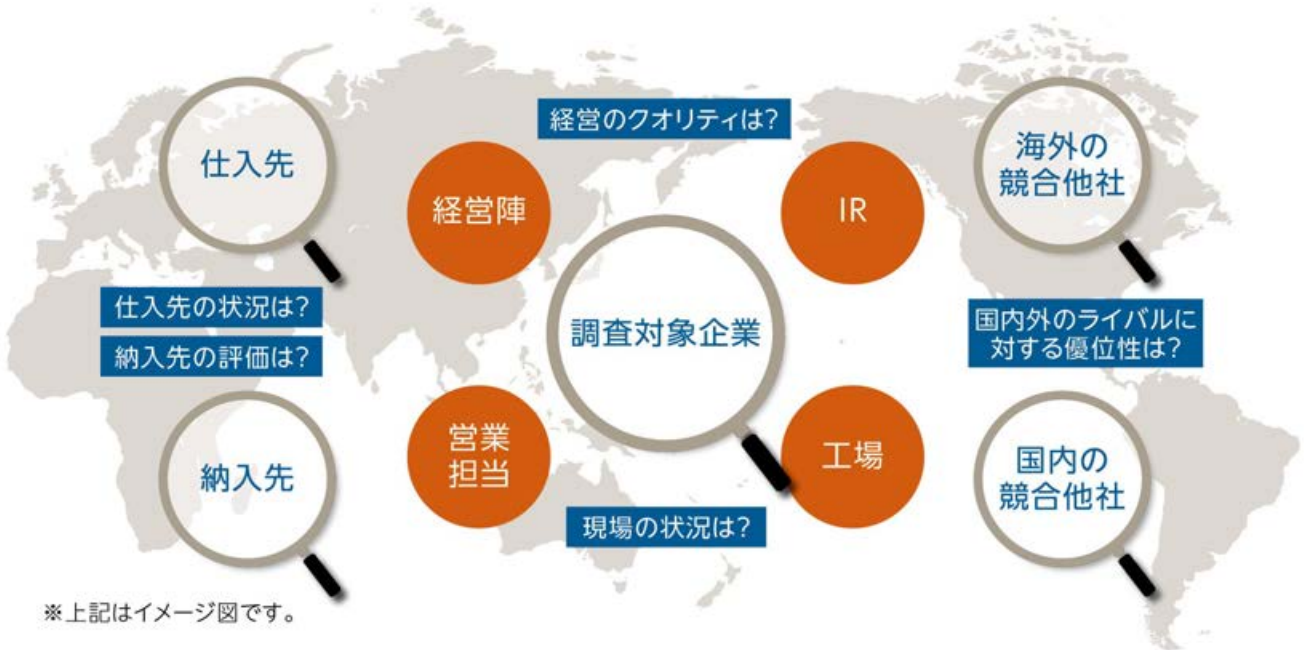 仕入先
仕入先の状況は?
納入先の評価は?
納入先
経営のクオリティは?
経営陣
IR
調査対象企業
営業
担当
工場
現場の状況は?
海外の
競合他社
国内外のライバルに
対する優位性は?
国内の
競合他社
※上記はイメージ図です。